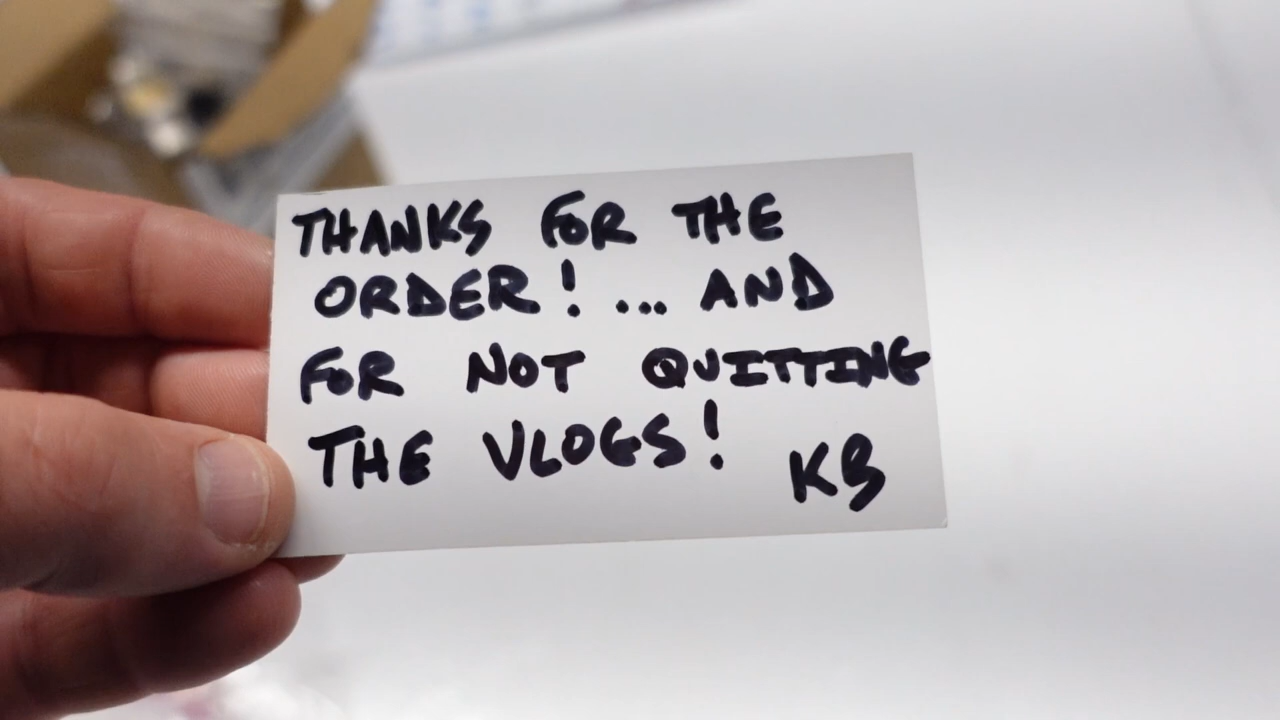 THANKS FOR THE
ORDER! ... AND
FOR NOT QUITTING
THE VLOGS! KB